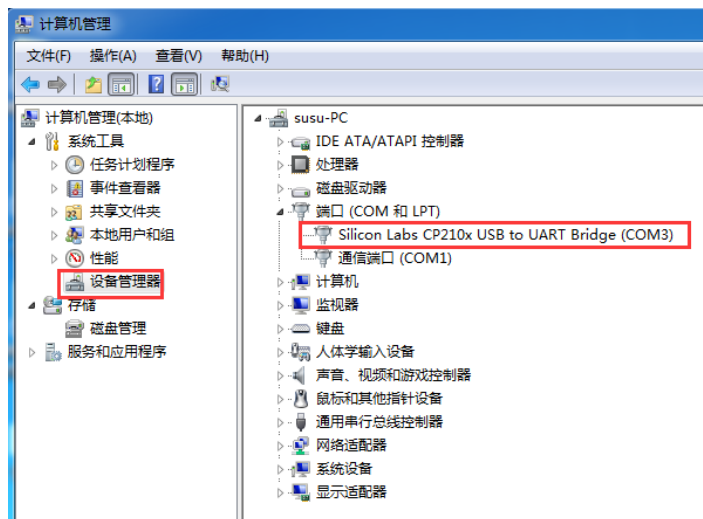 计算机管理
文件(F) 操作(A) 查看(V) 帮助(H)
计算机管理(本地)
系统工具
任务计划程序
事件查看器
共享文件夹
本地用户和组
性能
设备管理器
存储
磁盘管理
服务和应用程序
susu-PC
IDE ATA/ATAPI 控制器
处理器
磁盘驱动器
端口 (COM 和 LPT)
Silicon Labs CP210x USB to UART Bridge (COM3)
通信端口 (COM1)
计算机
监视器
键盘
人体学输入设备
声音、视频和游戏控制器
鼠标和其他指针设备
通用串行总线控制器
网络适配器
系统设备
显示适配器